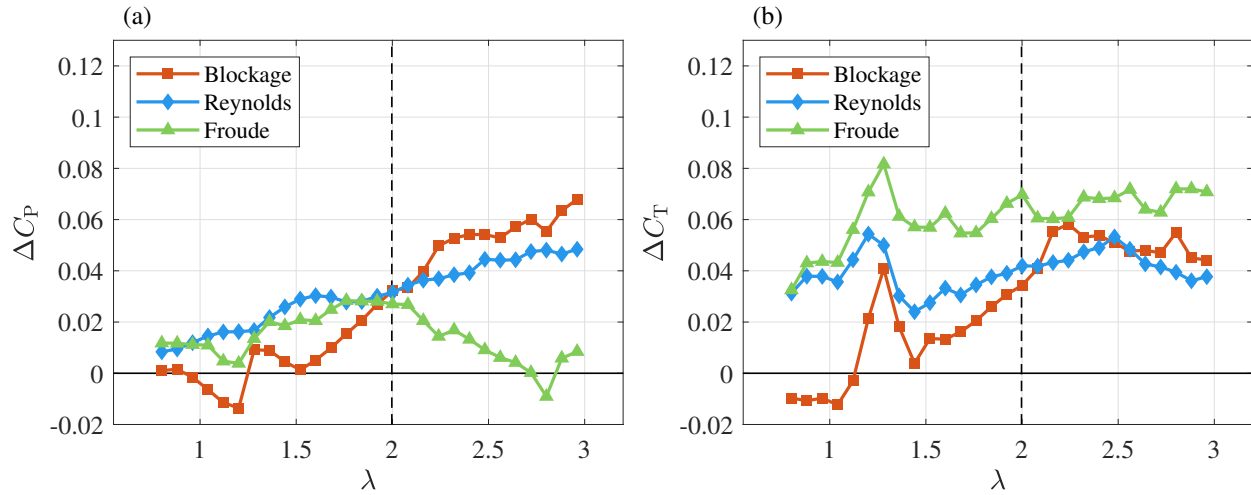 (a)
0.12
0.1
0.08
0.06
0.04
0.02
0
-0.02
ΔC_P
Blockage
Reynolds
Froude
1
1.5
2
2.5
3
λ
(b)
0.12
0.1
0.08
0.06
0.04
0.02
0
-0.02
ΔC_T
Blockage
Reynolds
Froude
1
1.5
2
2.5
3
λ